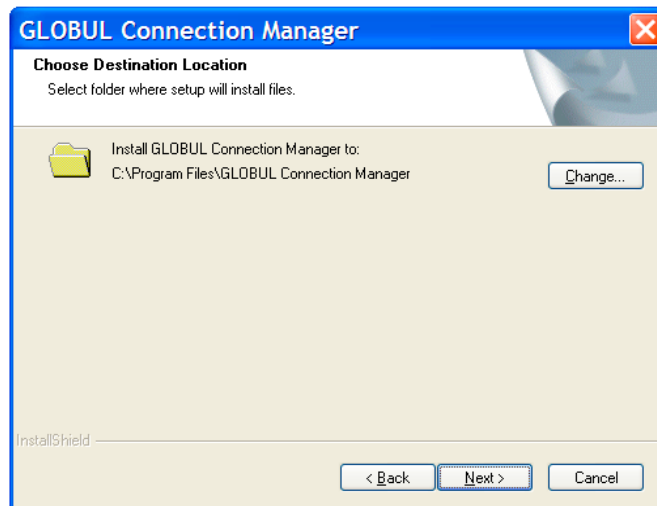 GLOBUL Connection Manager
Choose Destination Location
Select folder where setup will install files.
Install GLOBUL Connection Manager to:
C:\Program Files\GLOBUL Connection Manager
Change...
InstallShield
< Back
Next >
Cancel